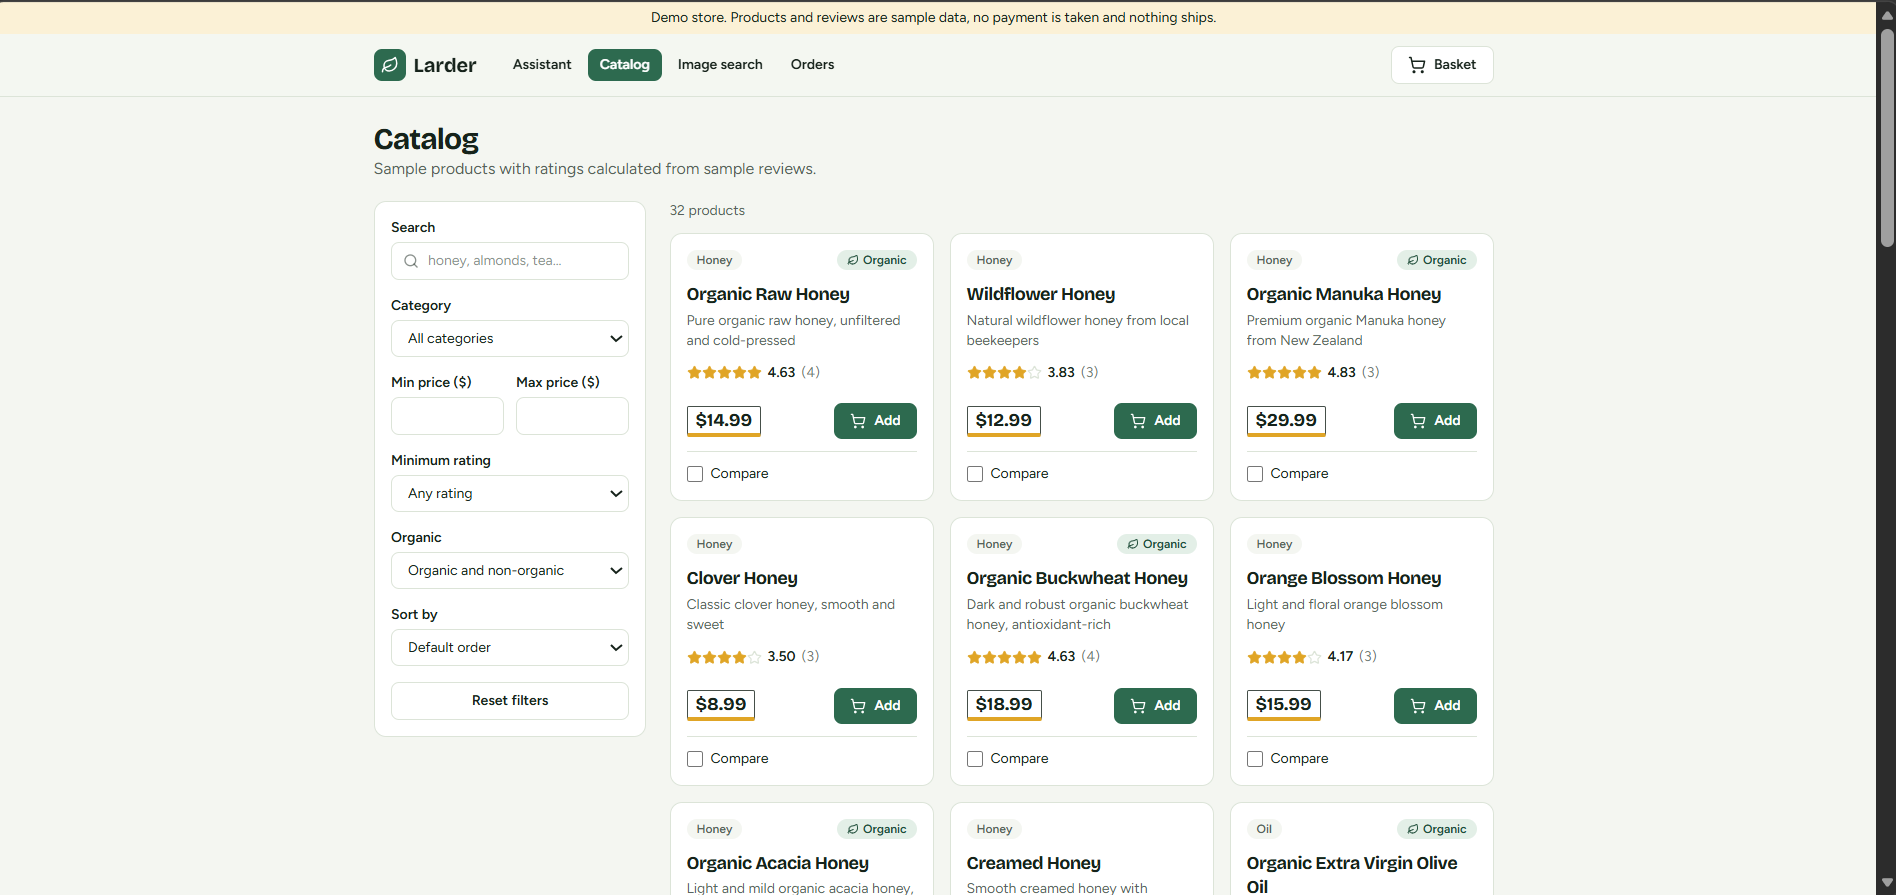 Demo store. Products and reviews are sample data, no payment is taken and nothing ships.
Larder
Assistant
Catalog
Image search
Orders
Basket
Catalog
Sample products with ratings calculated from sample reviews.
Search
honey, almonds, tea...
Category
All categories
Min price ($)
Max price ($)
Minimum rating
Any rating
Organic
Organic and non-organic
Sort by
Default order
Reset filters
32 products
Honey
Organic
Organic Raw Honey
Pure organic raw honey, unfiltered
and cold-pressed
4.63 (4)
$14.99
Add
Compare
Honey
Wildflower Honey
Natural wildflower honey from local
beekeepers
3.83 (3)
$12.99
Add
Compare
Honey
Organic
Organic Manuka Honey
Premium organic Manuka honey
from New Zealand
4.83 (3)
$29.99
Add
Compare
Honey
Clover Honey
Classic clover honey, smooth and
sweet
3.50 (3)
$8.99
Add
Compare
Honey
Organic
Organic Buckwheat Honey
Dark and robust organic buckwheat
honey, antioxidant-rich
4.63 (4)
$18.99
Add
Compare
Honey
Orange Blossom Honey
Light and floral orange blossom
honey
4.17 (3)
$15.99
Add
Compare
Honey
Organic
Organic Acacia Honey
Light and mild organic acacia honey,
Honey
Creamed Honey
Smooth creamed honey with
Oil
Organic
Organic Extra Virgin Olive
Oil